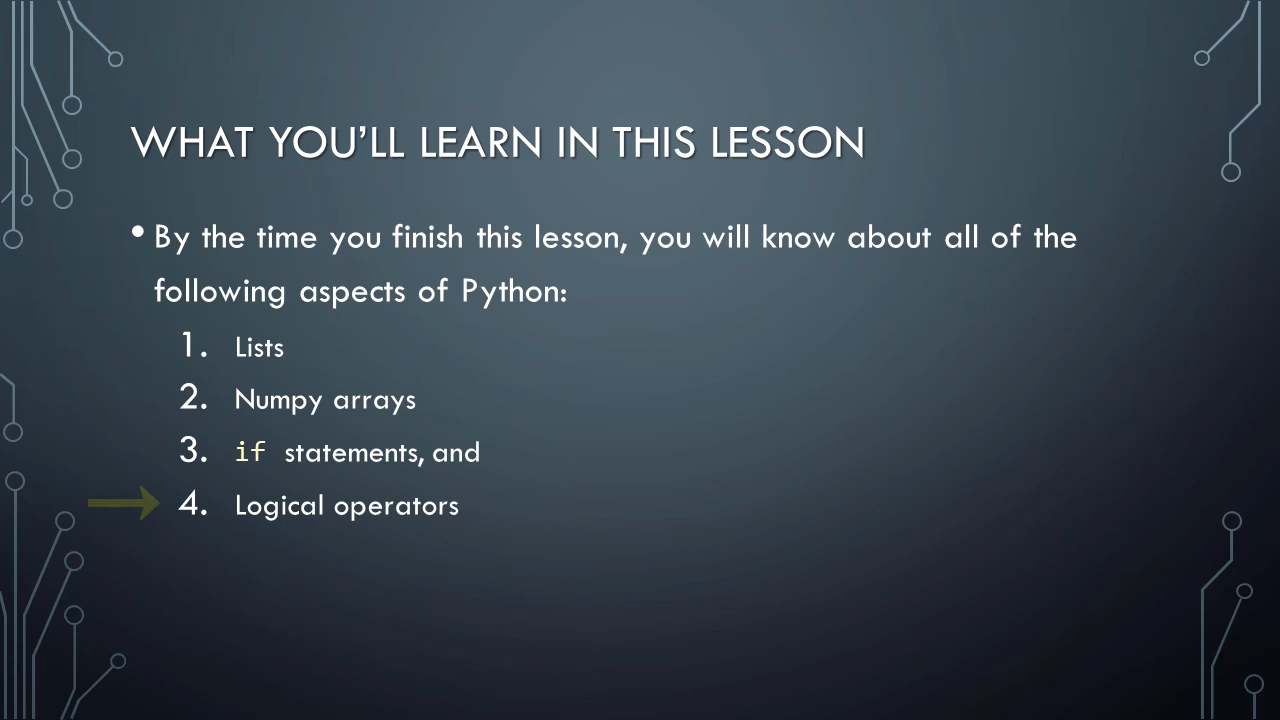 WHAT YOU’LL LEARN IN THIS LESSON
• By the time you finish this lesson, you will know about all of the
following aspects of Python:
1. Lists
2. Numpy arrays
3. if statements, and
4. Logical operators